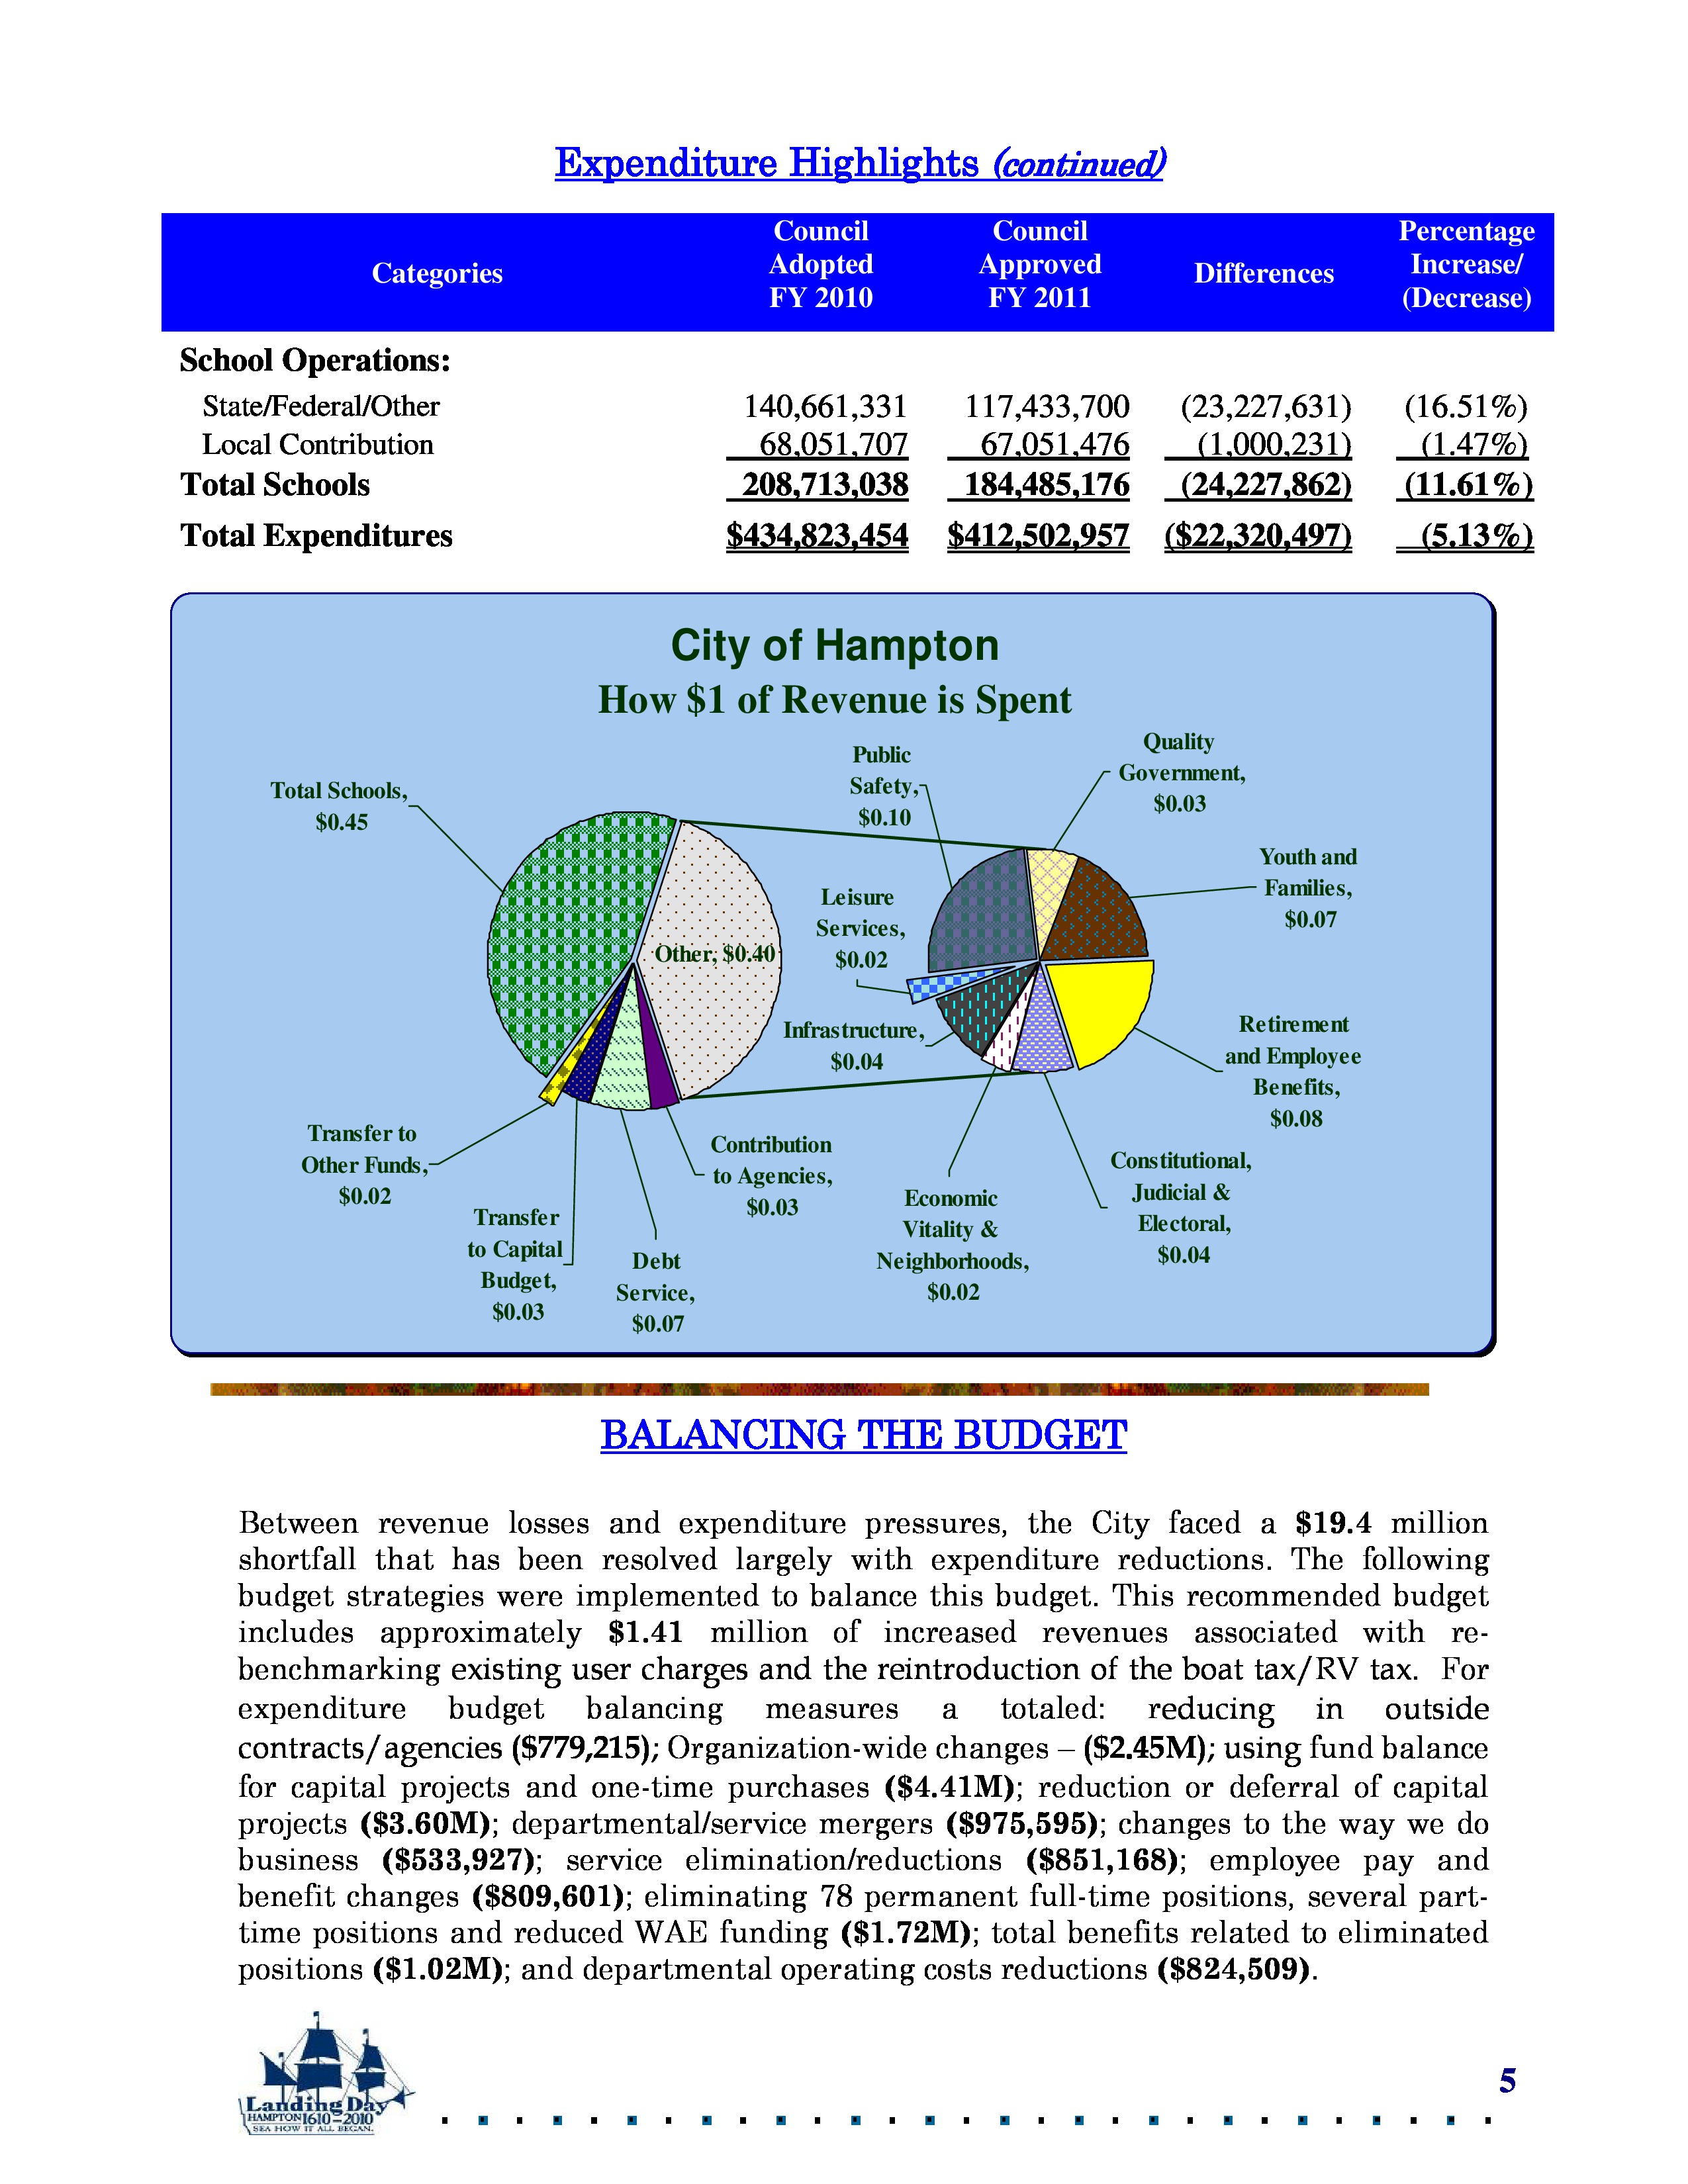 Expenditure Highlights (continued)
Categories
Council
Adopted
FY 2010
Council
Approved
FY 2011
Differences
Percentage
Increase/
(Decrease)
School Operations:
State/Federal/Other 140,661,331 117,433,700 (23,227,631) (16.51%)
Local Contribution 68,051,707 67,051,476 (1,000,231) (1.47%)
Total Schools 208,713,038 184,485,176 (24,227,862) (11.61%)
Total Expenditures $434,823,454 $412,502,957 ($22,320,497) (5.13%)
City of Hampton
How $1 of Revenue is Spent
Total Schools,
$0.45
Other, $0.40
Transfer to
Other Funds,
$0.02
Transfer
to Capital
Budget,
$0.03
Debt
Service,
$0.07
Contribution
to Agencies,
$0.03
Public
Safety,
$0.10
Leisure
Services,
$0.02
Infrastructure,
$0.04
Economic
Vitality &
Neighborhoods,
$0.02
Constitutional,
Judicial &
Electoral,
$0.04
Retirement
and Employee
Benefits,
$0.08
Youth and
Families,
$0.07
Quality
Government,
$0.03
BALANCING THE BUDGET
Between revenue losses and expenditure pressures, the City faced a $19.4 million
shortfall that has been resolved largely with expenditure reductions. The following
budget strategies were implemented to balance this budget. This recommended budget
includes approximately $1.41 million of increased revenues associated with re-
benchmarking existing user charges and the reintroduction of the boat tax/RV tax. For
expenditure budget balancing measures a totaled: reducing in outside
contracts/agencies ($779,215); Organization-wide changes – ($2.45M); using fund balance
for capital projects and one-time purchases ($4.41M); reduction or deferral of capital
projects ($3.60M); departmental/service mergers ($975,595); changes to the way we do
business ($533,927); service elimination/reductions ($851,168); employee pay and
benefit changes ($809,601); eliminating 78 permanent full-time positions, several part-
time positions and reduced WAE funding ($1.72M); total benefits related to eliminated
positions ($1.02M); and departmental operating costs reductions ($824,509).
Landing Day
HAMPTON 1610–2010
SEA HOW IT ALL BEGAN.
5